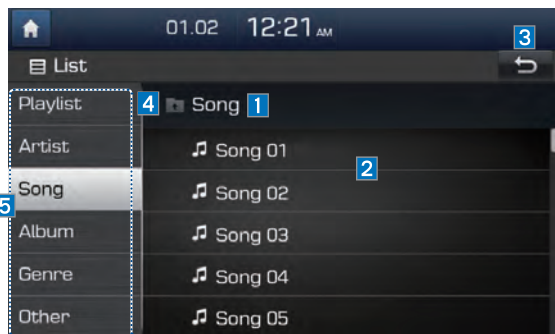 01.02 12:21 AM
3
List
Playlist 4 Song 1
Artist Song 01
2
Song Song 02
5
Album Song 03
Genre Song 04
Other Song 05